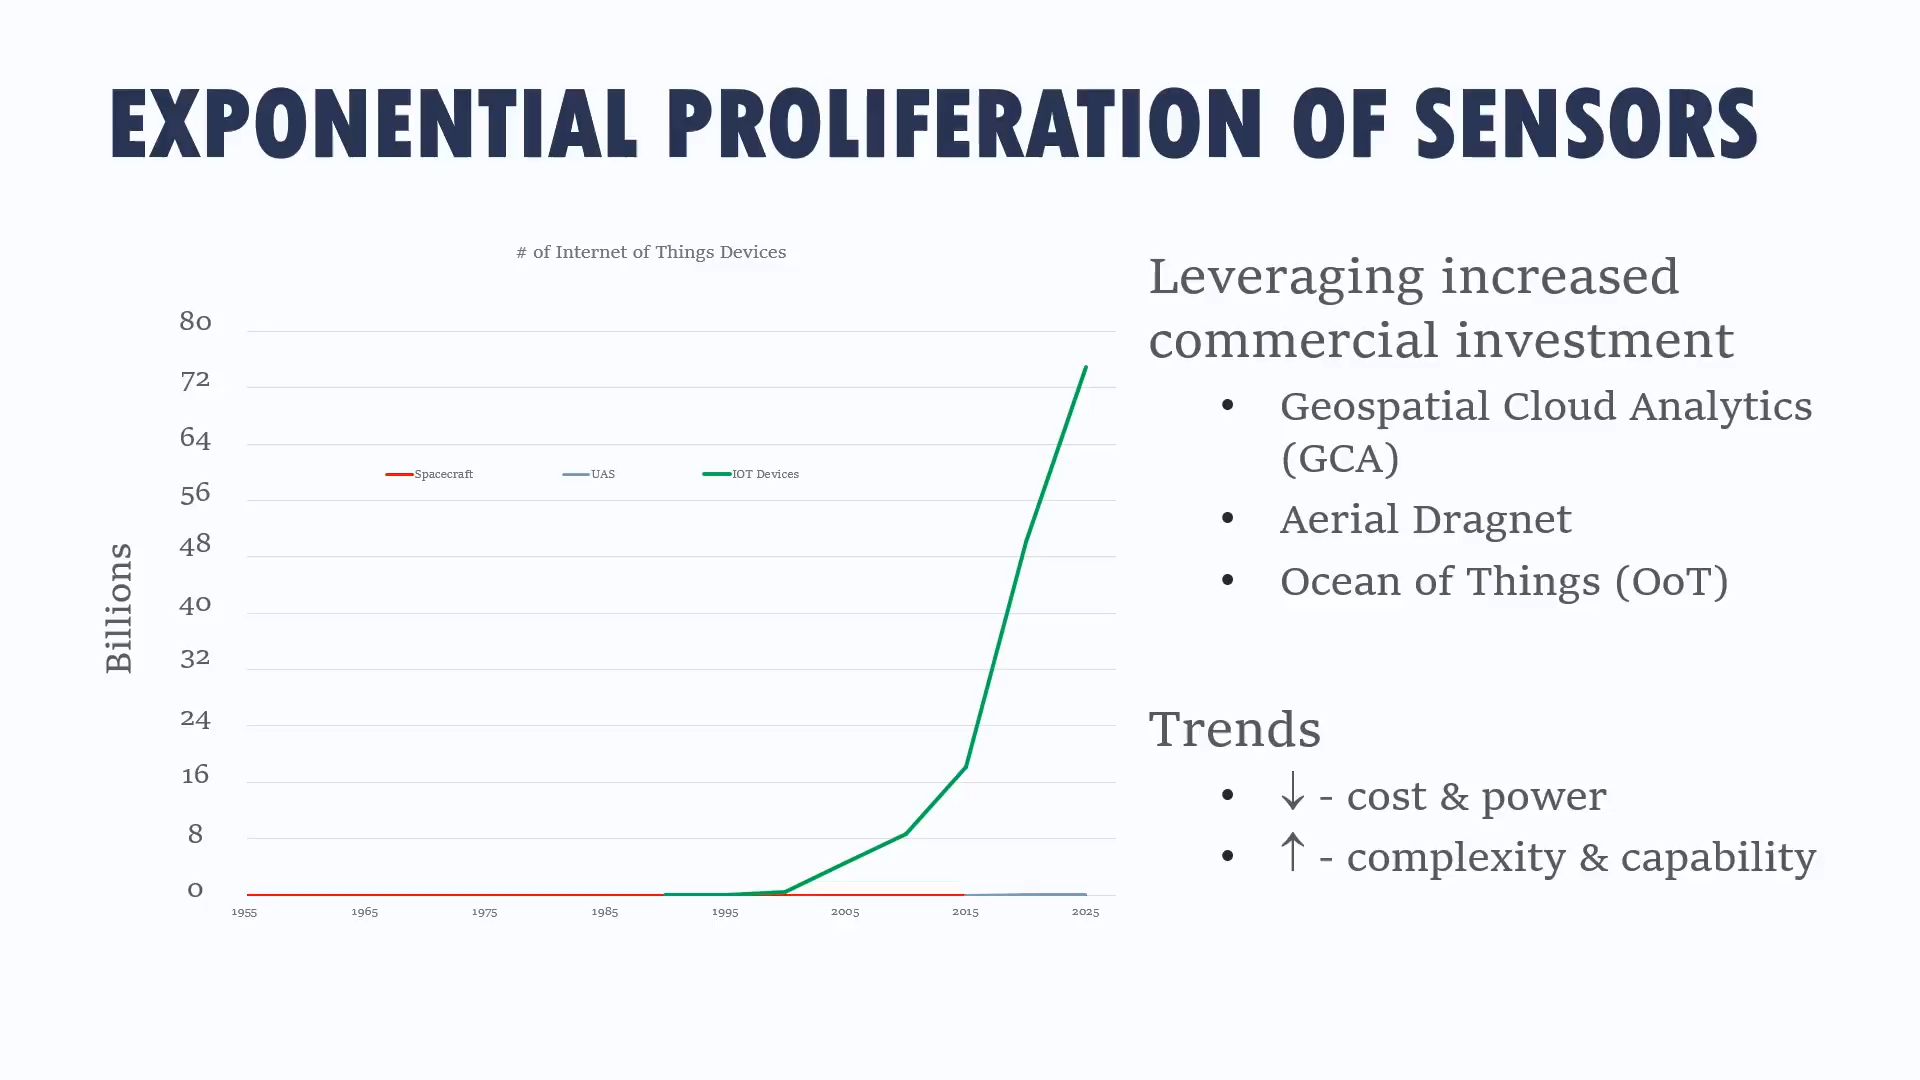 EXPONENTIAL PROLIFERATION OF SENSORS
# of Internet of Things Devices
80
72
64
56
48
40
32
24
16
8
0
Billions
Spacecraft UAS IOT Devices
1955 1965 1975 1985 1995 2005 2015 2025
Leveraging increased
commercial investment
• Geospatial Cloud Analytics
(GCA)
• Aerial Dragnet
• Ocean of Things (OoT)
Trends
• ↓ - cost & power
• ↑ - complexity & capability